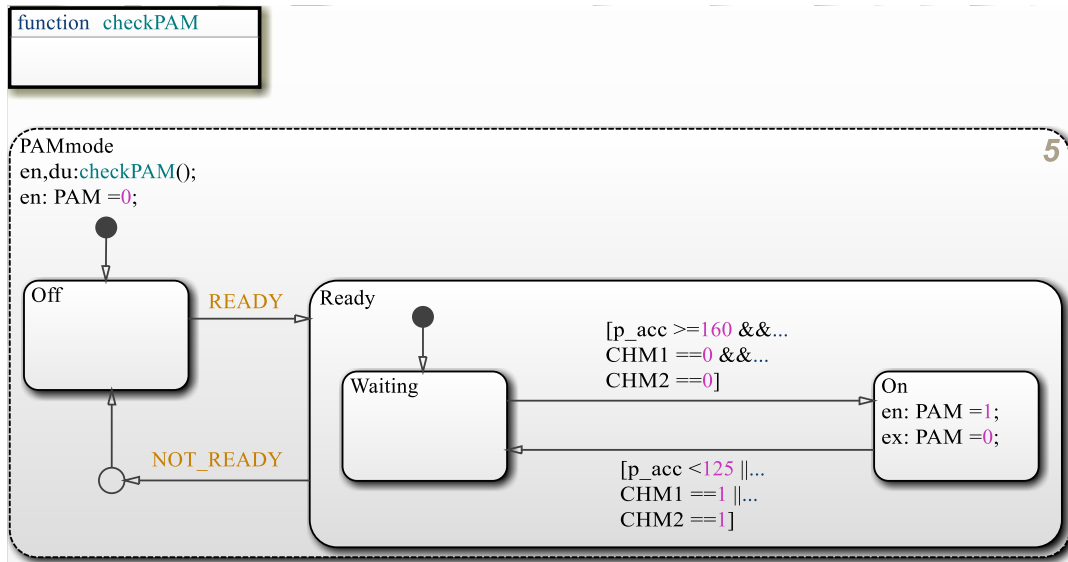 function checkPAM
PAMmode
5
en,du:checkPAM();
en: PAM =0;
Off
READY
Ready
[p_acc >=160 &&...
CHM1 ==0 &&...
CHM2 ==0]
Waiting
On
en: PAM =1;
ex: PAM =0;
NOT_READY
[p_acc <125 ||...
CHM1 ==1 ||...
CHM2 ==1]